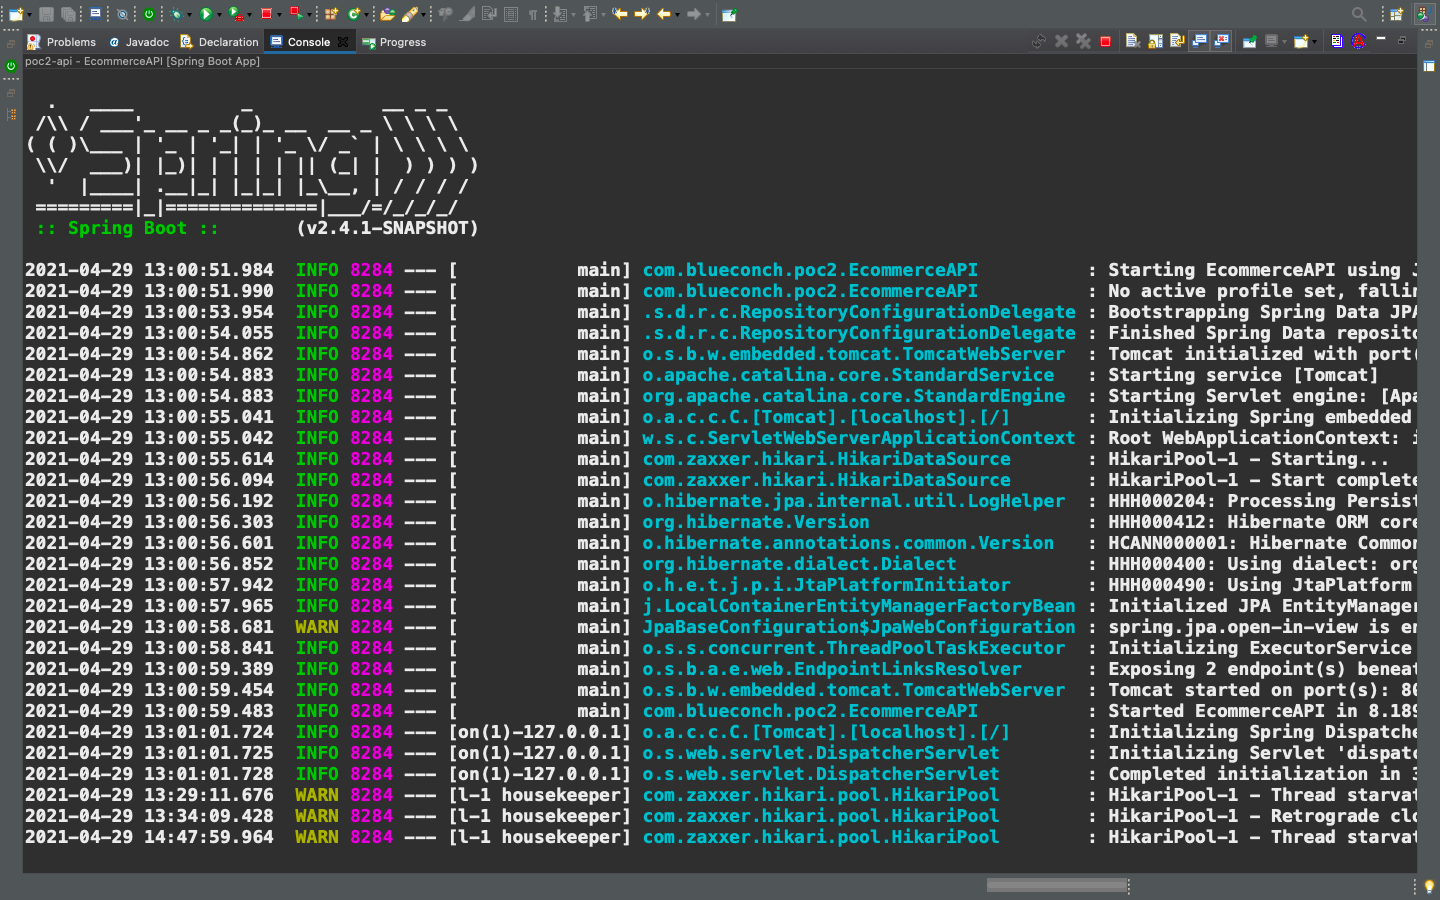 Problems @ Javadoc Declaration Console Progress
poc2-api - EcommerceAPI [Spring Boot App]
  .   ____          _            __ _ _
 /\\ / ___'_ __ _ _(_)_ __  __ _ \ \ \ \
( ( )\___ | '_ | '_| | '_ \/ _` | \ \ \ \
 \\/  ___)| |_)| | | | | || (_| |  ) ) ) )
  '  |____| .__|_| |_|_| |_\__, | / / / /
 =========|_|==============|___/=/_/_/_/
 :: Spring Boot ::       (v2.4.1-SNAPSHOT)
2021-04-29 13:00:51.984  INFO 8284 --- [           main] com.blueconch.poc2.EcommerceAPI          : Starting EcommerceAPI using J
2021-04-29 13:00:51.990  INFO 8284 --- [           main] com.blueconch.poc2.EcommerceAPI          : No active profile set, fallin
2021-04-29 13:00:53.954  INFO 8284 --- [           main] .s.d.r.c.RepositoryConfigurationDelegate : Bootstrapping Spring Data JPA
2021-04-29 13:00:54.055  INFO 8284 --- [           main] .s.d.r.c.RepositoryConfigurationDelegate : Finished Spring Data reposito
2021-04-29 13:00:54.862  INFO 8284 --- [           main] o.s.b.w.embedded.tomcat.TomcatWebServer  : Tomcat initialized with port(
2021-04-29 13:00:54.883  INFO 8284 --- [           main] o.apache.catalina.core.StandardService   : Starting service [Tomcat]
2021-04-29 13:00:54.883  INFO 8284 --- [           main] org.apache.catalina.core.StandardEngine  : Starting Servlet engine: [Apa
2021-04-29 13:00:55.041  INFO 8284 --- [           main] o.a.c.c.C.[Tomcat].[localhost].[/]       : Initializing Spring embedded
2021-04-29 13:00:55.042  INFO 8284 --- [           main] w.s.c.ServletWebServerApplicationContext : Root WebApplicationContext: i
2021-04-29 13:00:55.614  INFO 8284 --- [           main] com.zaxxer.hikari.HikariDataSource       : HikariPool-1 - Starting...
2021-04-29 13:00:56.094  INFO 8284 --- [           main] com.zaxxer.hikari.HikariDataSource       : HikariPool-1 - Start complete
2021-04-29 13:00:56.192  INFO 8284 --- [           main] o.hibernate.jpa.internal.util.LogHelper  : HHH000204: Processing Persist
2021-04-29 13:00:56.303  INFO 8284 --- [           main] org.hibernate.Version                    : HHH000412: Hibernate ORM core
2021-04-29 13:00:56.601  INFO 8284 --- [           main] o.hibernate.annotations.common.Version   : HCANN000001: Hibernate Common
2021-04-29 13:00:56.852  INFO 8284 --- [           main] org.hibernate.dialect.Dialect            : HHH000400: Using dialect: org
2021-04-29 13:00:57.942  INFO 8284 --- [           main] o.h.e.t.j.p.i.JtaPlatformInitiator       : HHH000490: Using JtaPlatform
2021-04-29 13:00:57.965  INFO 8284 --- [           main] j.LocalContainerEntityManagerFactoryBean : Initialized JPA EntityManager
2021-04-29 13:00:58.681  WARN 8284 --- [           main] JpaBaseConfiguration$JpaWebConfiguration : spring.jpa.open-in-view is en
2021-04-29 13:00:58.841  INFO 8284 --- [           main] o.s.s.concurrent.ThreadPoolTaskExecutor  : Initializing ExecutorService
2021-04-29 13:00:59.389  INFO 8284 --- [           main] o.s.b.a.e.web.EndpointLinksResolver      : Exposing 2 endpoint(s) beneat
2021-04-29 13:00:59.454  INFO 8284 --- [           main] o.s.b.w.embedded.tomcat.TomcatWebServer  : Tomcat started on port(s): 80
2021-04-29 13:00:59.483  INFO 8284 --- [           main] com.blueconch.poc2.EcommerceAPI          : Started EcommerceAPI in 8.189
2021-04-29 13:01:01.724  INFO 8284 --- [on(1)-127.0.0.1] o.a.c.c.C.[Tomcat].[localhost].[/]       : Initializing Spring Dispatche
2021-04-29 13:01:01.725  INFO 8284 --- [on(1)-127.0.0.1] o.s.web.servlet.DispatcherServlet        : Initializing Servlet 'dispatc
2021-04-29 13:01:01.728  INFO 8284 --- [on(1)-127.0.0.1] o.s.web.servlet.DispatcherServlet        : Completed initialization in 3
2021-04-29 13:29:11.676  WARN 8284 --- [l-1 housekeeper] com.zaxxer.hikari.pool.HikariPool        : HikariPool-1 - Thread starvat
2021-04-29 13:34:09.428  WARN 8284 --- [l-1 housekeeper] com.zaxxer.hikari.pool.HikariPool        : HikariPool-1 - Retrograde clo
2021-04-29 14:47:59.964  WARN 8284 --- [l-1 housekeeper] com.zaxxer.hikari.pool.HikariPool        : HikariPool-1 - Thread starvat